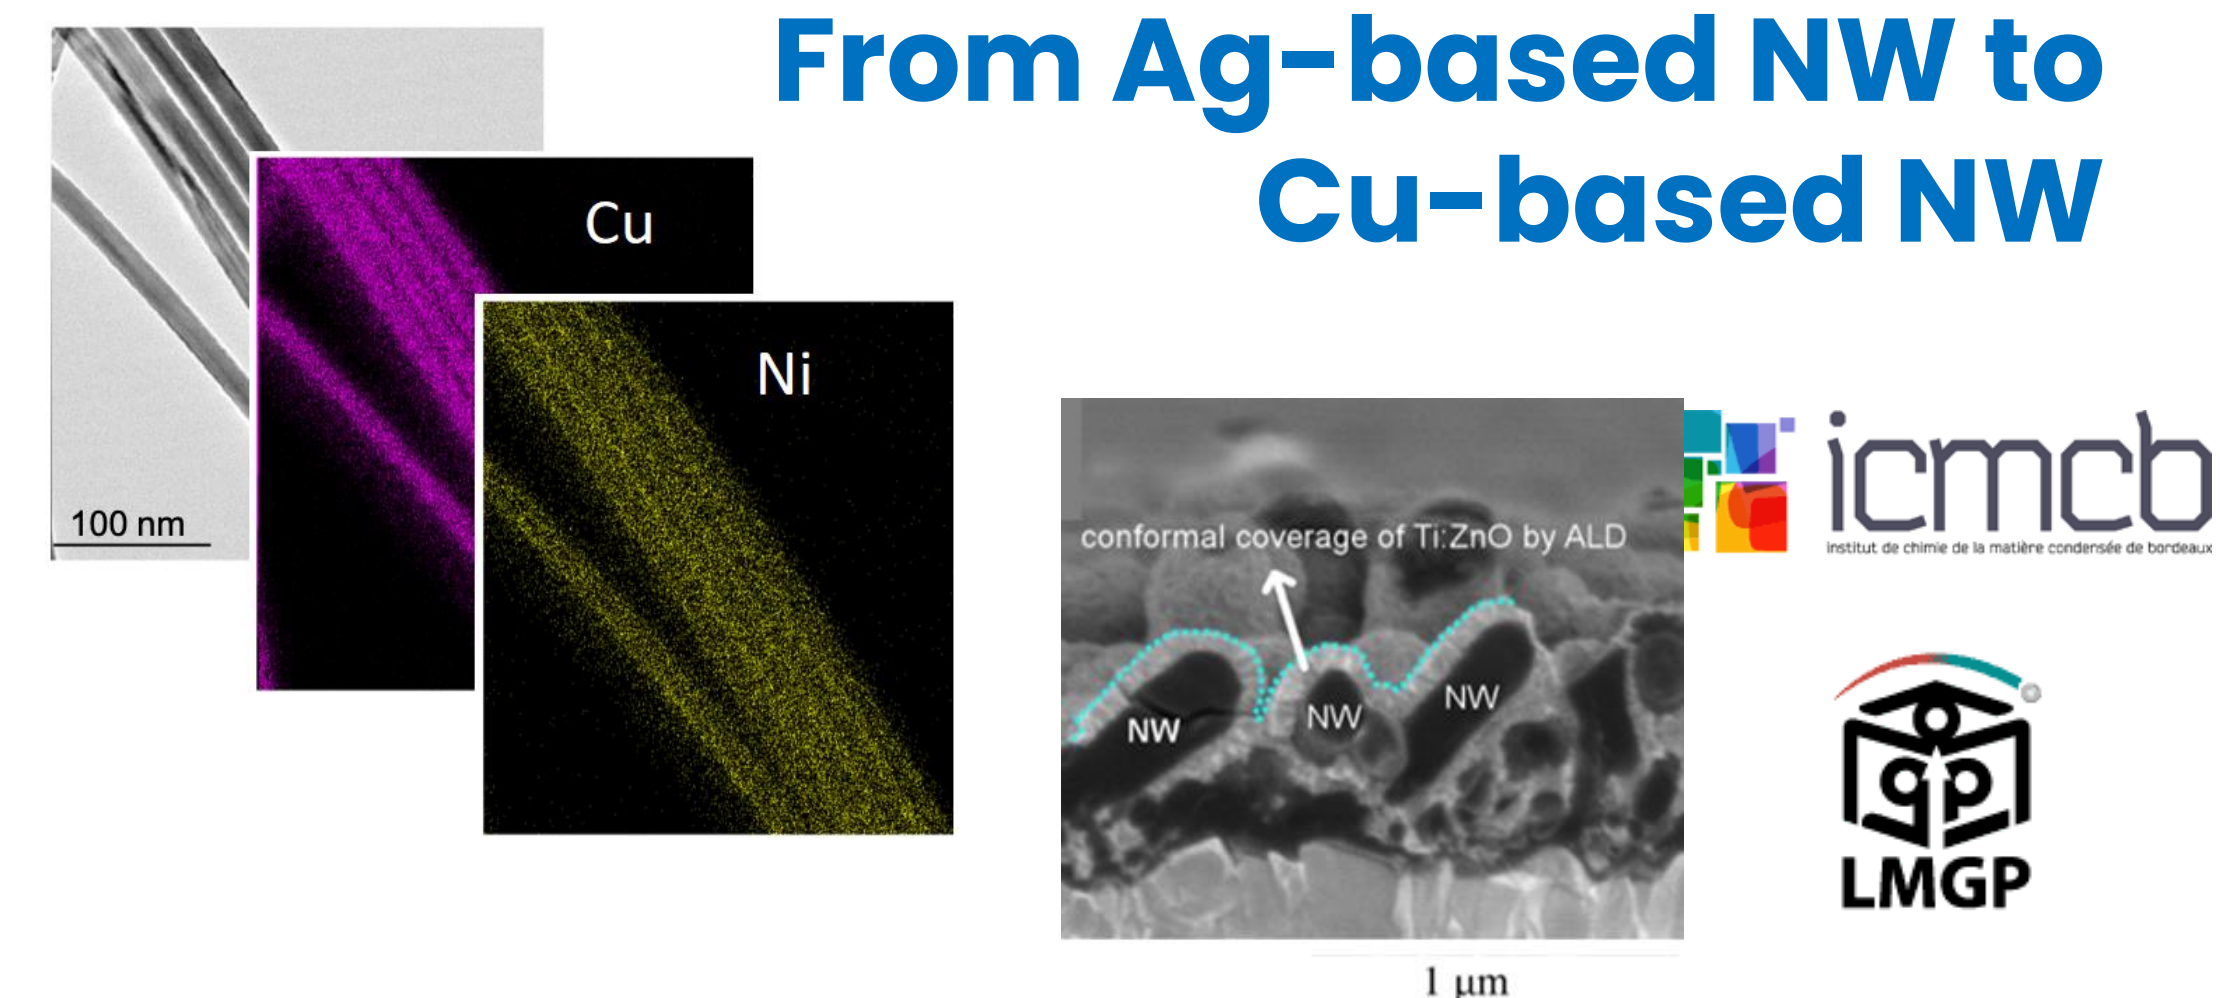 From Ag-based NW to
Cu-based NW
Cu
Ni
100 nm
conformal coverage of Ti:ZnO by ALD
NW
NW
NW
1 µm
icmcb
institut de chimie de la matière condensée de bordeaux
gp
LMGP